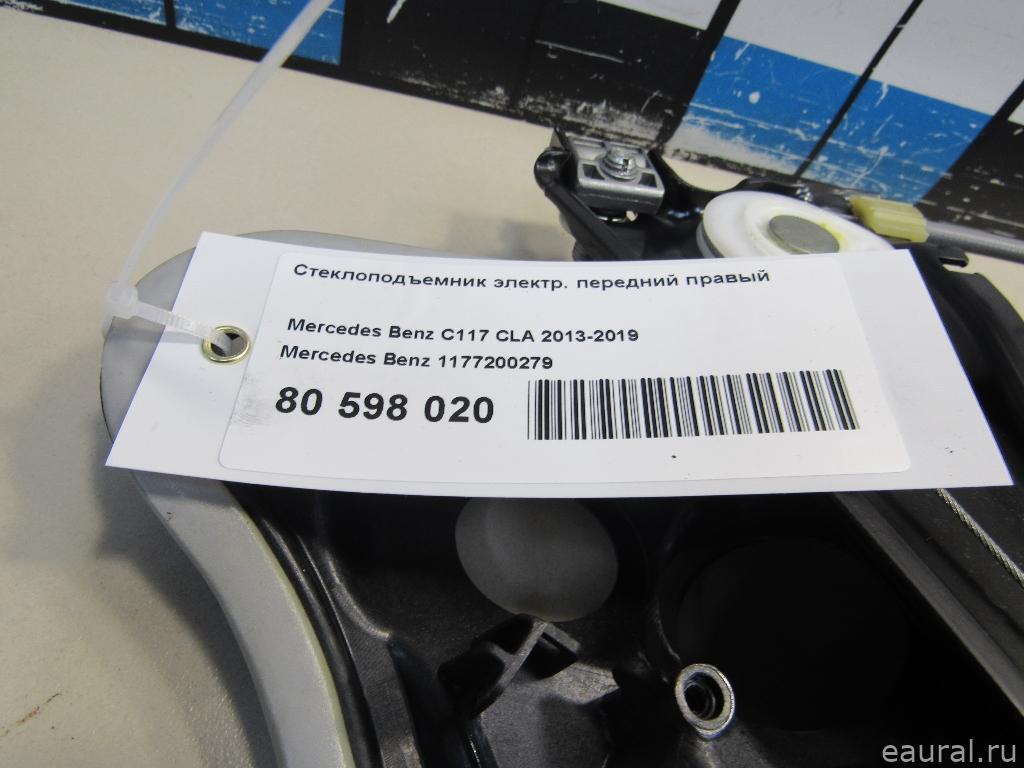 Стеклоподъемник электр. передний правый
Mercedes Benz C117 CLA 2013-2019
Mercedes Benz 1177200279
80 598 020
eaural.ru